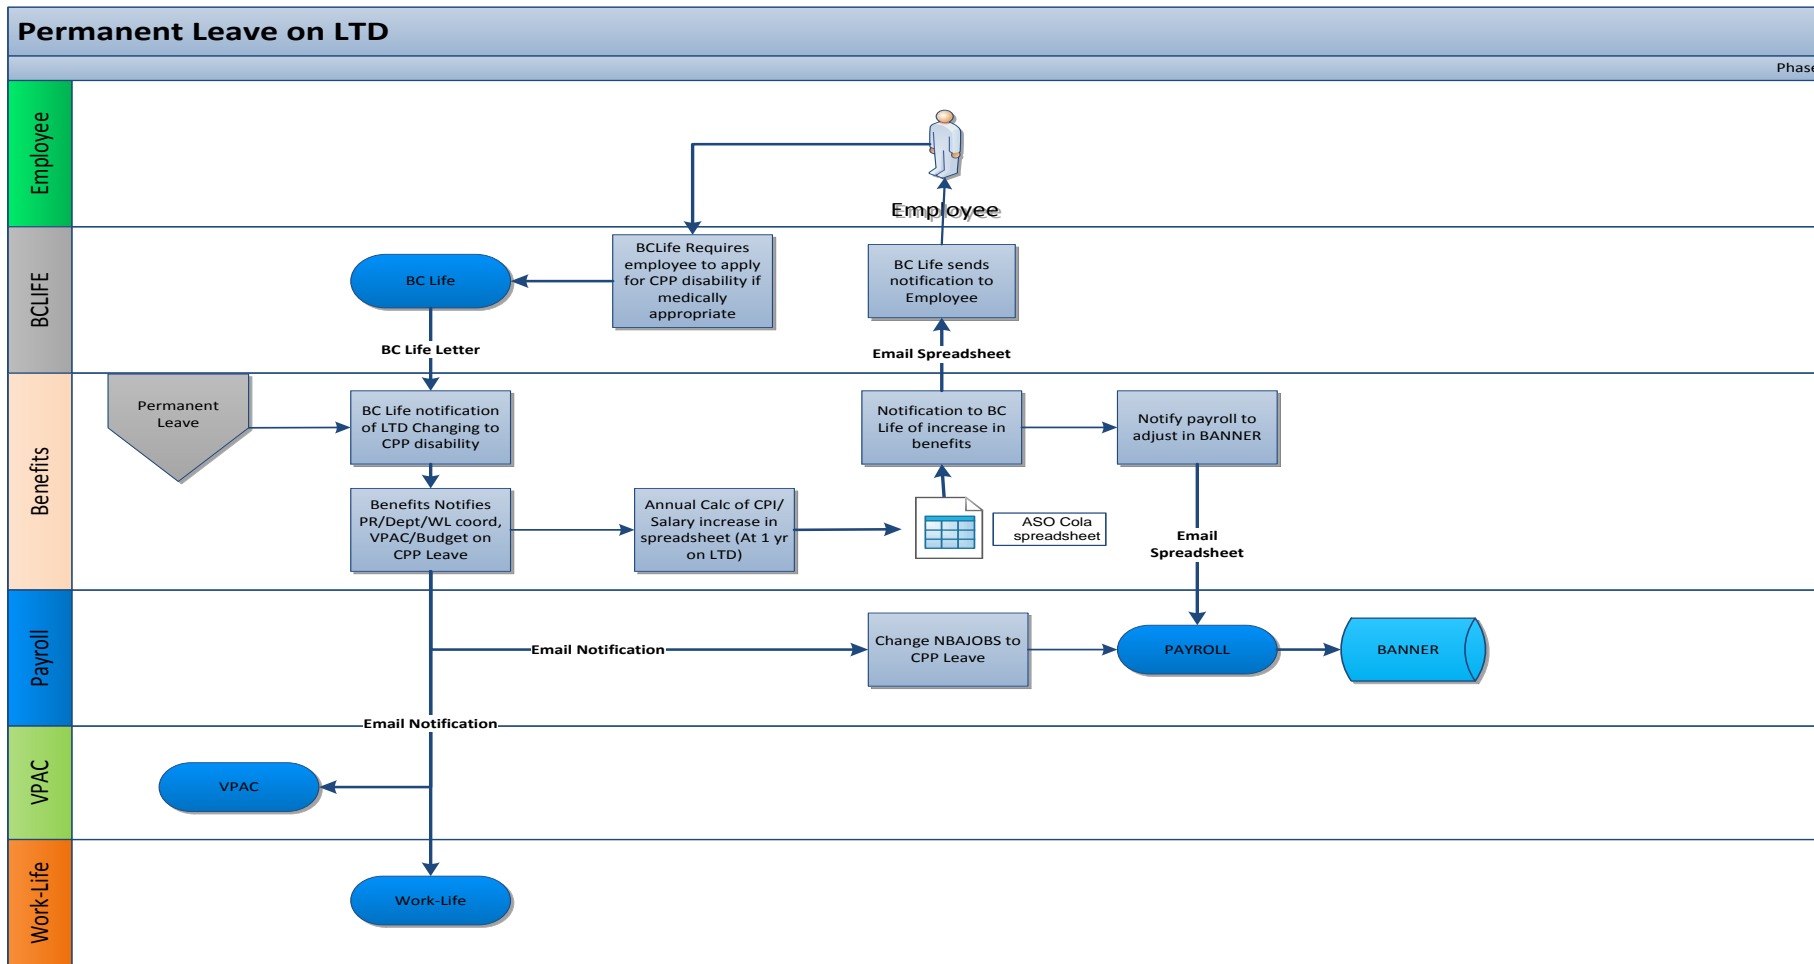 Permanent Leave on LTD
Phase
Employee
Employee
BCLIFE
BC Life
BCLife Requires
employee to apply
for CPP disability if
medically
appropriate
BC Life sends
notification to
Employee
BC Life Letter
Email Spreadsheet
Benefits
Permanent
Leave
BC Life notification
of LTD Changing to
CPP disability
Notification to BC
Life of increase in
benefits
Notify payroll to
adjust in BANNER
Benefits Notifies
PR/Dept/WL coord,
VPAC/Budget on
CPP Leave
Annual Calc of CPI/
Salary increase in
spreadsheet (At 1 yr
on LTD)
ASO Cola
spreadsheet
Email
Spreadsheet
Payroll
Email Notification
Change NBAJOBS to
CPP Leave
PAYROLL
BANNER
Email Notification
VPAC
VPAC
Work-Life
Work-Life